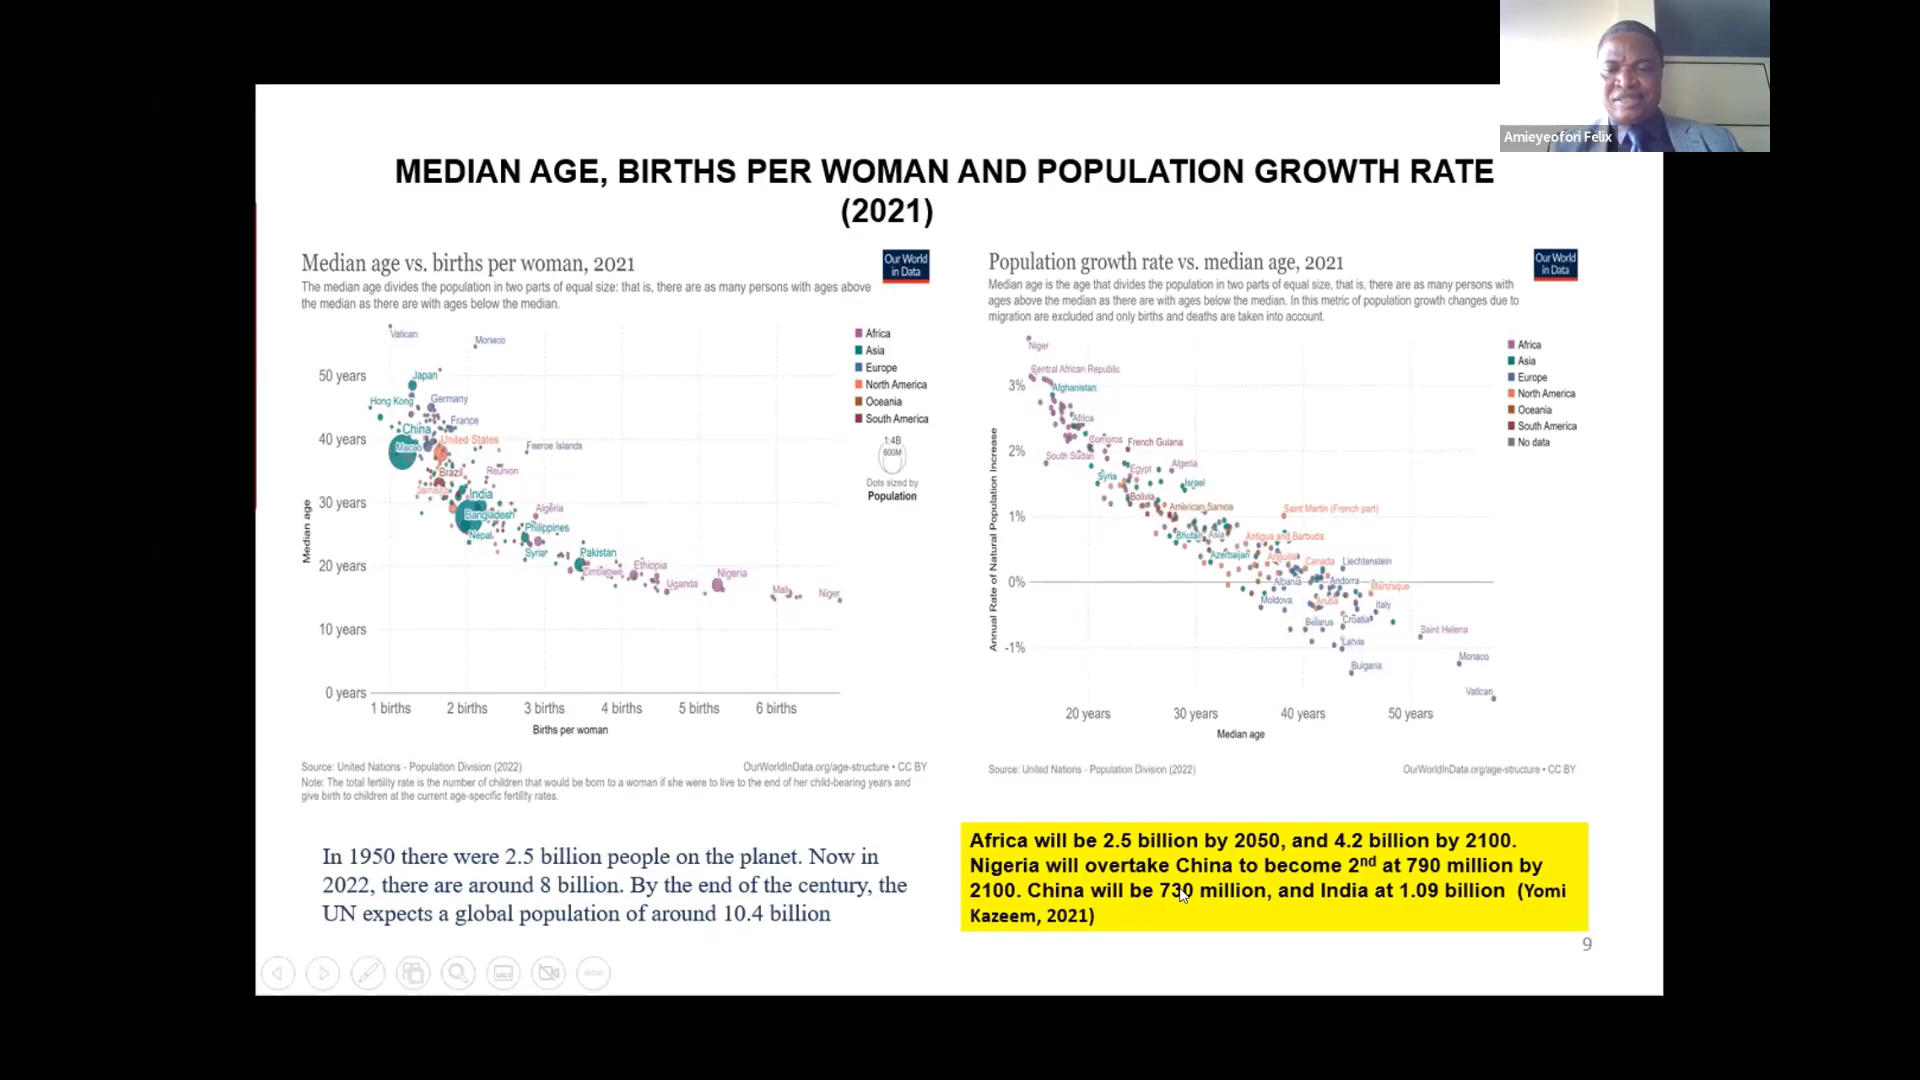 Amieyeofori Felix
MEDIAN AGE, BIRTHS PER WOMAN AND POPULATION GROWTH RATE
(2021)
Median age vs. births per woman, 2021
Our World
in Data
The median age divides the population in two parts of equal size: that is, there are as many persons with ages above
the median as there are with ages below the median.
Vatican
Monaco
Japan
50 years
Hong Kong
Germany
France
China
40 years
Macao
United States
Faeroe Islands
Brazil
Reunion
Jamaica
India
30 years
Algeria
Bangladesh
Philippines
Nepal
Syria
Pakistan
20 years
Zimbabwe
Ethiopia
Nigeria
Uganda
Mali
Niger
10 years
0 years
1 births
2 births
3 births
4 births
5 births
6 births
Births per woman
Median age
Africa
Asia
Europe
North America
Oceania
South America
1.4B
600M
Dots sized by
Population
Source: United Nations - Population Division (2022)
OurWorldInData.org/age-structure • CC BY
Note: The total fertility rate is the number of children that would be born to a woman if she were to live to the end of her child-bearing years and
give birth to children at the current age-specific fertility rates.
Population growth rate vs. median age, 2021
Our World
in Data
Median age is the age that divides the population in two parts of equal size, that is, there are as many persons with
ages above the median as there are with ages below the median. In this metric of population growth changes due to
migration are excluded and only births and deaths are taken into account.
Niger
Central African Republic
3%
Afghanistan
Africa
Comoros
French Guiana
2%
South Sudan
Egypt
Algeria
Syria
Israel
Bolivia
American Samoa
Saint Martin (French part)
1%
Bhutan
Asia
Antigua and Barbuda
Azerbaijan
Anguilla
Canada
Liechtenstein
0%
Albania
Andorra
Martinique
Moldova
Aruba
Italy
Belarus
Croatia
Saint Helena
-1%
Latvia
Monaco
Bulgaria
Vatican
20 years
30 years
40 years
50 years
Median age
Annual Rate of Natural Population Increase
Africa
Asia
Europe
North America
Oceania
South America
No data
Source: United Nations - Population Division (2022)
OurWorldInData.org/age-structure • CC BY
In 1950 there were 2.5 billion people on the planet. Now in
2022, there are around 8 billion. By the end of the century, the
UN expects a global population of around 10.4 billion
Africa will be 2.5 billion by 2050, and 4.2 billion by 2100.
Nigeria will overtake China to become 2nd at 790 million by
2100. China will be 730 million, and India at 1.09 billion (Yomi
Kazeem, 2021)
9